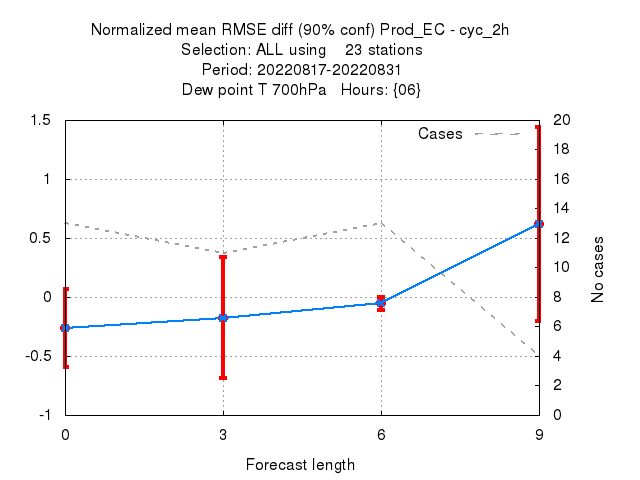 Normalized mean RMSE diff (90% conf) Prod_EC - cyc_2h
Selection: ALL using 23 stations
Period: 20220817-20220831
Dew point T 700hPa Hours: {06}
Cases
1.5
1
0.5
0
-0.5
-1
20
18
16
14
12
10
8
6
4
2
0
No cases
0 3 6 9
Forecast length